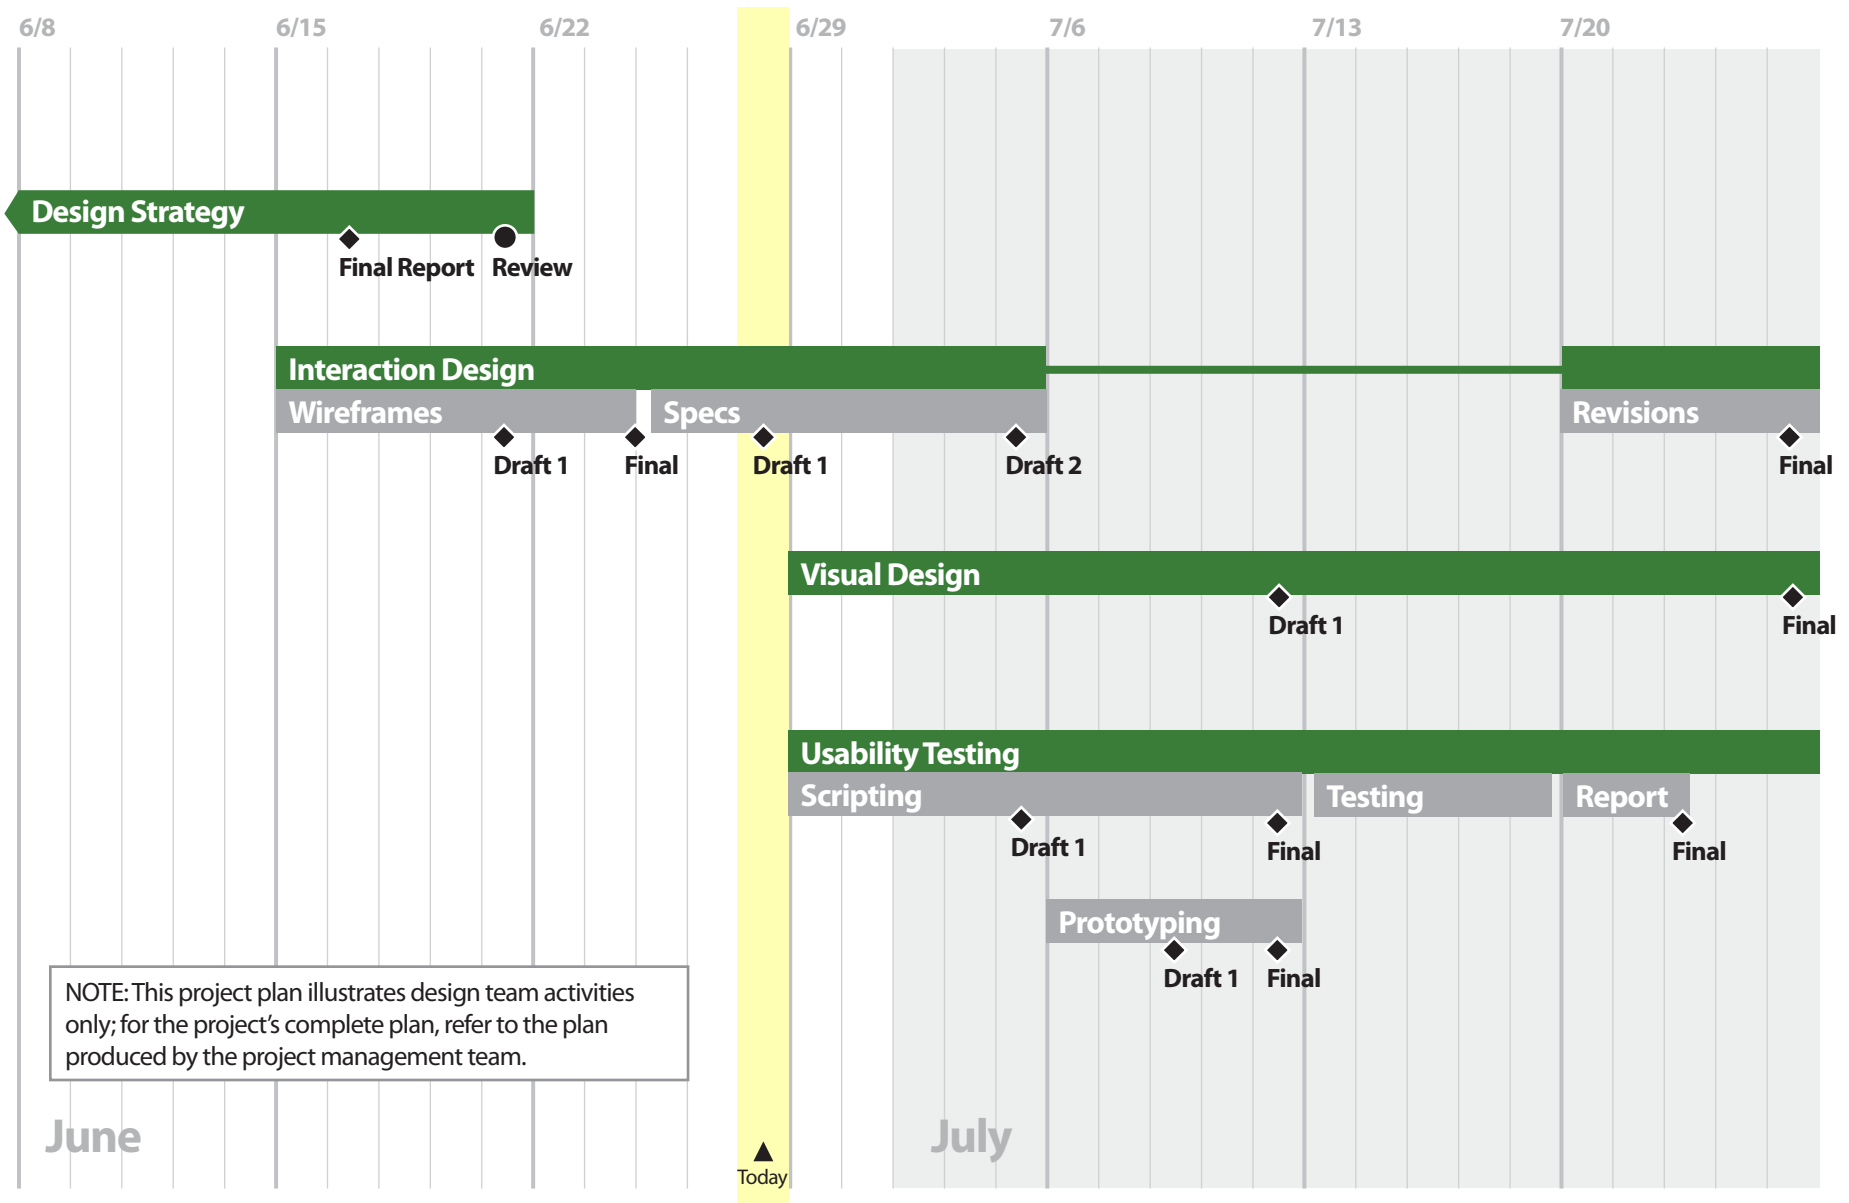 6/8 6/15 6/22 6/29 7/6 7/13 7/20
Design Strategy
Final Report Review
Interaction Design
Wireframes Specs Revisions
Draft 1 Final Draft 1 Draft 2 Final
Visual Design
Draft 1 Final
Usability Testing
Scripting Testing Report
Draft 1 Final Final
Prototyping
Draft 1 Final
NOTE: This project plan illustrates design team activities
only; for the project’s complete plan, refer to the plan
produced by the project management team.
June July
Today